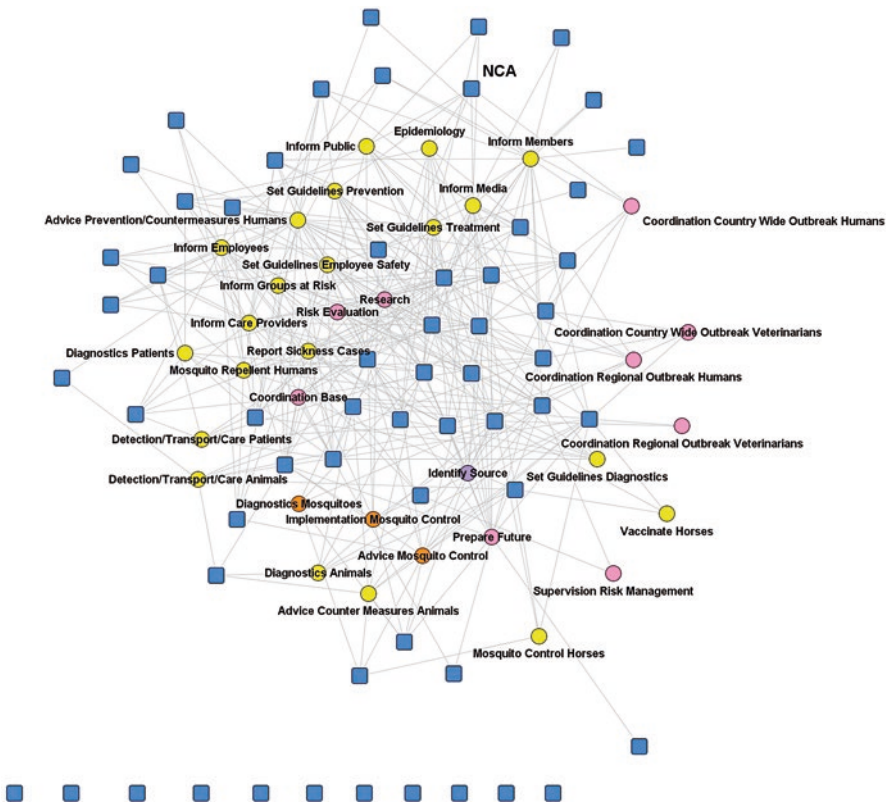 NCA
Epidemiology
Inform Public
Inform Members
Set Guidelines Prevention
Inform Media
Advice Prevention/Countermeasures Humans
Set Guidelines Treatment
Coordination Country Wide Outbreak Humans
Inform Employees
Set Guidelines Employee Safety
Inform Groups at Risk
Research
Risk Evaluation
Inform Care Providers
Coordination Country Wide Outbreak Veterinarians
Diagnostics Patients
Report Sickness Cases
Mosquito Repellent Humans
Coordination Regional Outbreak Humans
Coordination Base
Detection/Transport/Care Patients
Coordination Regional Outbreak Veterinarians
Detection/Transport/Care Animals
Identify Source
Set Guidelines Diagnostics
Diagnostics Mosquitoes
Implementation Mosquito Control
Vaccinate Horses
Prepare Future
Advice Mosquito Control
Diagnostics Animals
Supervision Risk Management
Advice Counter Measures Animals
Mosquito Control Horses